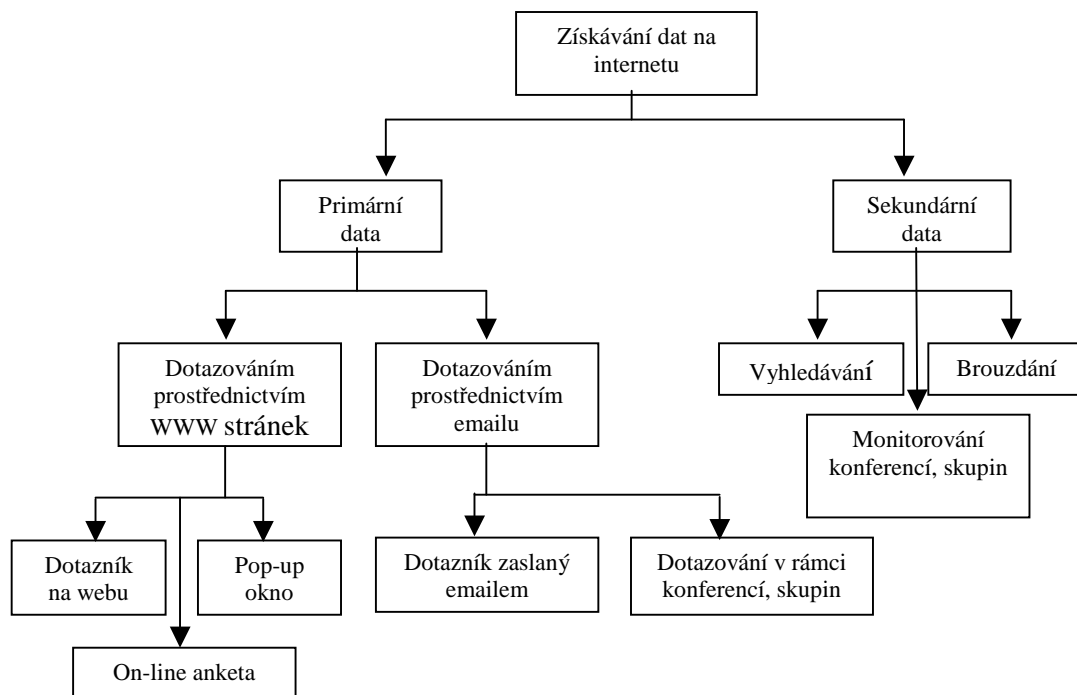 Získávání dat na
internetu
Primární
data
Sekundární
data
Dotazováním
prostřednictvím
WWW stránek
Dotazováním
prostřednictvím
emailu
Vyhledávání
Brouzdání
Monitorování
konferencí, skupin
Dotazník
na webu
Pop-up
okno
Dotazník zaslaný
emailem
Dotazování v rámci
konferencí, skupin
On-line anketa